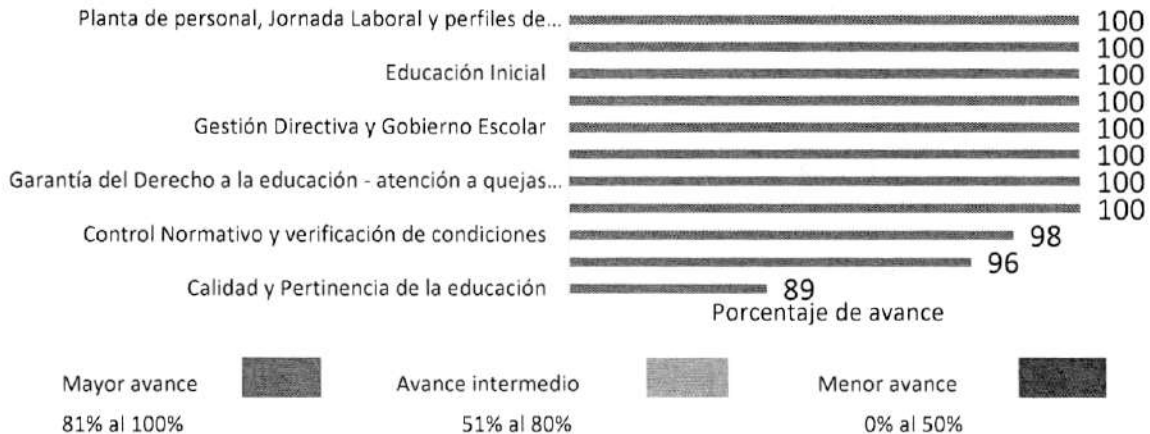 Planta de personal, Jornada Laboral y perfiles de... 100
100
Educación Inicial 100
100
Gestión Directiva y Gobierno Escolar 100
100
Garantía del Derecho a la educación - atención a quejas... 100
100
Control Normativo y verificación de condiciones 98
96
Calidad y Pertinencia de la educación 89
Porcentaje de avance
Mayor avance Avance intermedio Menor avance
81% al 100% 51% al 80% 0% al 50%